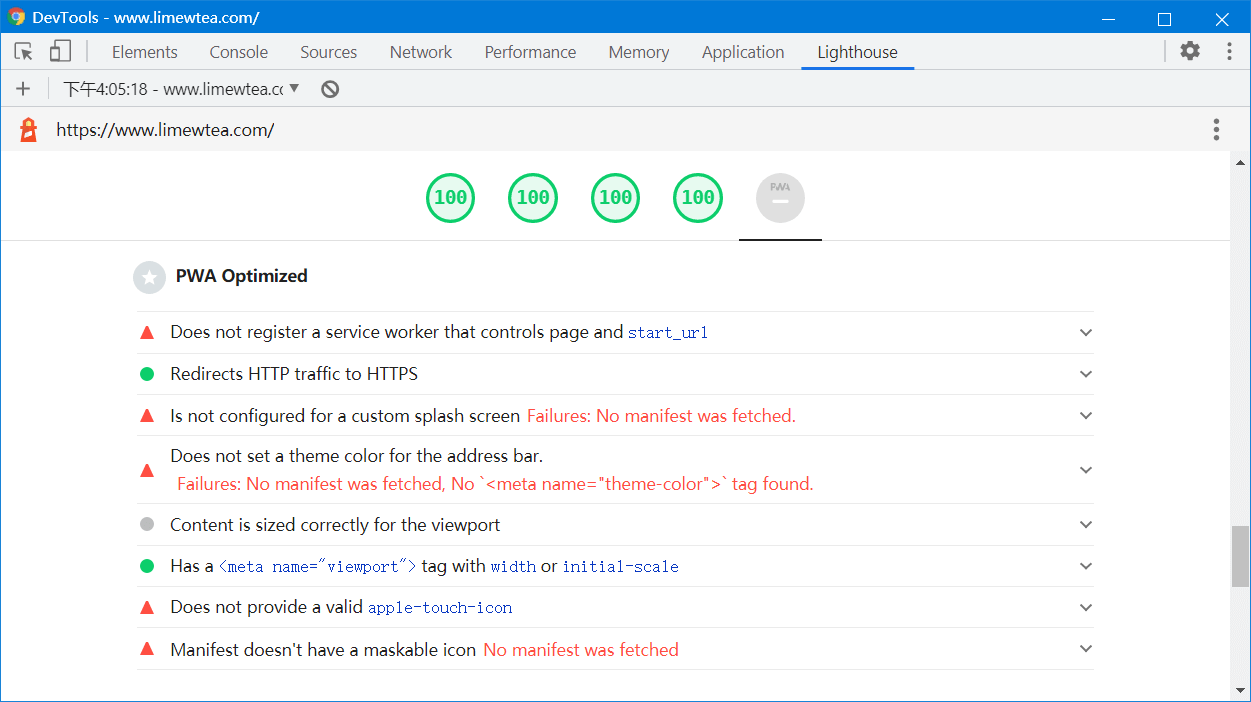 DevTools - www.limewtea.com/
Elements Console Sources Network Performance Memory Application Lighthouse
下午4:05:18 - www.limewtea.cc
https://www.limewtea.com/
100 100 100 100 PWA
PWA Optimized
Does not register a service worker that controls page and start_url
Redirects HTTP traffic to HTTPS
Is not configured for a custom splash screen Failures: No manifest was fetched.
Does not set a theme color for the address bar.
Failures: No manifest was fetched, No `<meta name="theme-color">` tag found.
Content is sized correctly for the viewport
Has a <meta name="viewport"> tag with width or initial-scale
Does not provide a valid apple-touch-icon
Manifest doesn't have a maskable icon No manifest was fetched